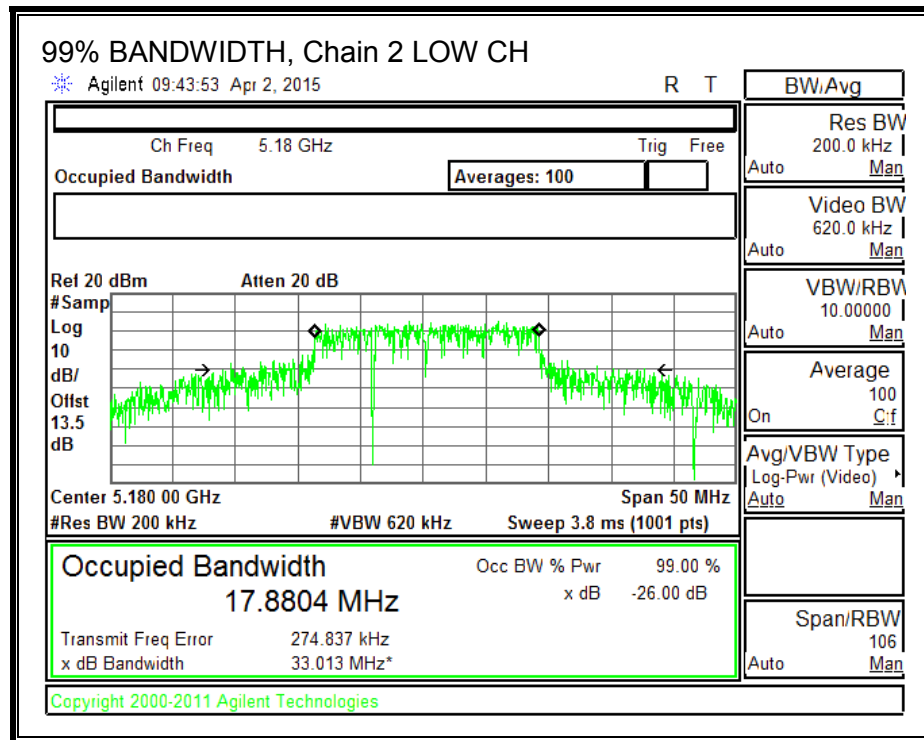 99% BANDWIDTH, Chain 2 LOW CH
Agilent 09:43:53 Apr 2, 2015 R T
BW/Avg
Ch Freq 5.18 GHz Trig Free
Occupied Bandwidth Averages: 100
Res BW
200.0 kHz
Auto Man
Video BW
620.0 kHz
Auto Man
VBW/RBW
10.00000
Auto Man
Average
100
On Off
Avg/VBW Type
Log-Pwr (Video)
Auto Man
Span/RBW
106
Auto Man
Ref 20 dBm Atten 20 dB
#Samp
Log
10
dB/
Offst
13.5
dB
Center 5.180 00 GHz Span 50 MHz
#Res BW 200 kHz #VBW 620 kHz Sweep 3.8 ms (1001 pts)
Occupied Bandwidth
17.8804 MHz
Occ BW % Pwr 99.00 %
x dB -26.00 dB
Transmit Freq Error 274.837 kHz
x dB Bandwidth 33.013 MHz*
Copyright 2000-2011 Agilent Technologies